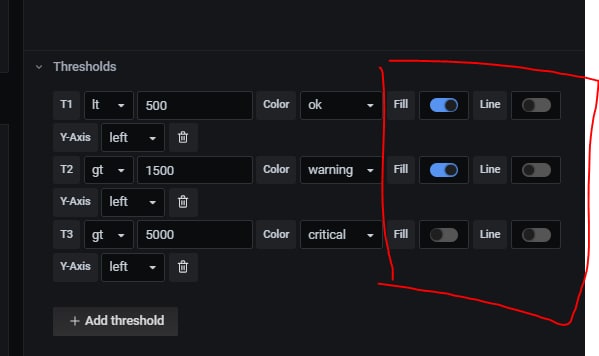 Thresholds
T1 lt 500 Color ok Fill Line
Y-Axis left
T2 gt 1500 Color warning Fill Line
Y-Axis left
T3 gt 5000 Color critical Fill Line
Y-Axis left
+ Add threshold